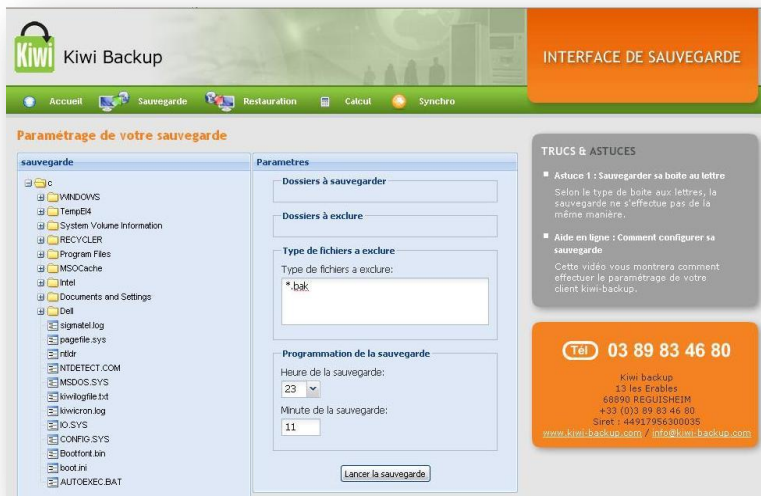 Kiwi
Kiwi Backup
INTERFACE DE SAUVEGARDE
Accueil
Sauvegarde
Restauration
Calcul
Synchro
Paramétrage de votre sauvegarde
sauvegarde
c
WINDOWS
TempEI4
System Volume Information
RECYCLER
Program Files
MSOCache
Intel
Documents and Settings
Dell
sigmatel.log
pagefile.sys
ntldr
NTDETECT.COM
MSDOS.SYS
kiwilogfile.txt
kiwicron.log
IO.SYS
CONFIG.SYS
Bootfont.bin
boot.ini
AUTOEXEC.BAT
Parametres
Dossiers à sauvegarder
Dossiers à exclure
Type de fichiers a exclure
Type de fichiers a exclure:
*.bak
Programmation de la sauvegarde
Heure de la sauvegarde:
23
Minute de la sauvegarde:
11
Lancer la sauvegarde
TRUCS & ASTUCES
Astuce 1 : Sauvegarder sa boite au lettre
Selon le type de boite aux lettres, la
sauvegarde ne s'effectue pas de la
même manière.
Aide en ligne : Comment configurer sa
sauvegarde
Cette vidéo vous montrera comment
effectuer le paramétrage de votre
client kiwi-backup.
Tél 03 89 83 46 80
Kiwi backup
13 les Erables
68890 REGUISHEIM
+33 (0)3 89 83 46 80
Siret : 44917956300035
www.kiwi-backup.com / info@kiwi-backup.com